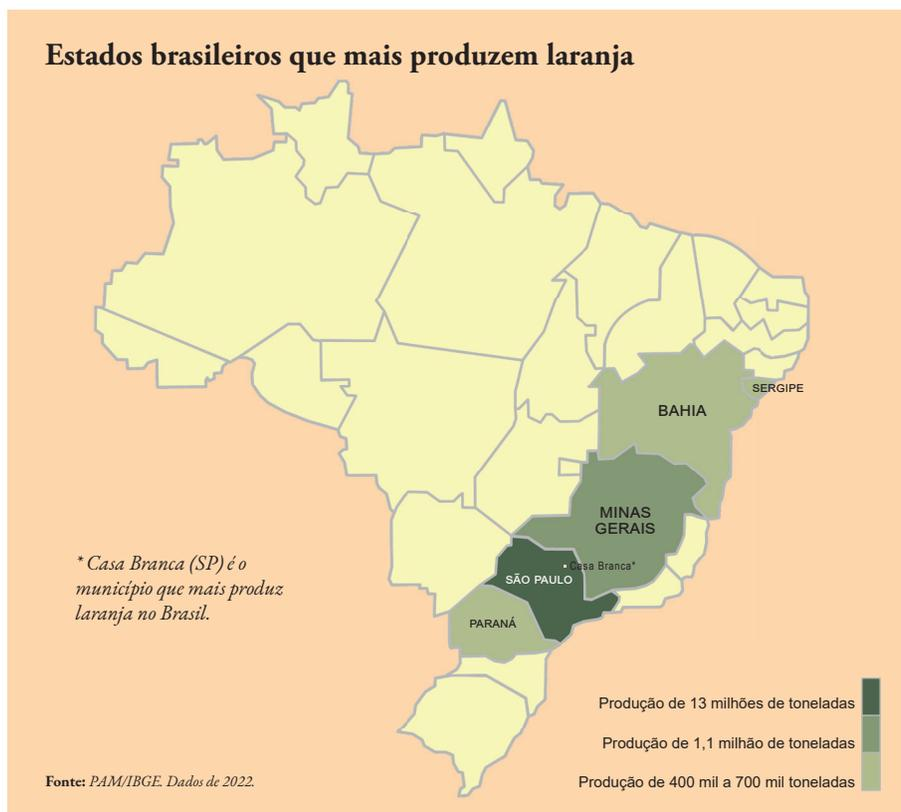 Estados brasileiros que mais produzem laranja
SERGIPE
BAHIA
MINAS
GERAIS
Casa Branca*
SÃO PAULO
PARANÁ
* Casa Branca (SP) é o
município que mais produz
laranja no Brasil.
Produção de 13 milhões de toneladas
Produção de 1,1 milhão de toneladas
Produção de 400 mil a 700 mil toneladas
Fonte: PAM/IBGE. Dados de 2022.